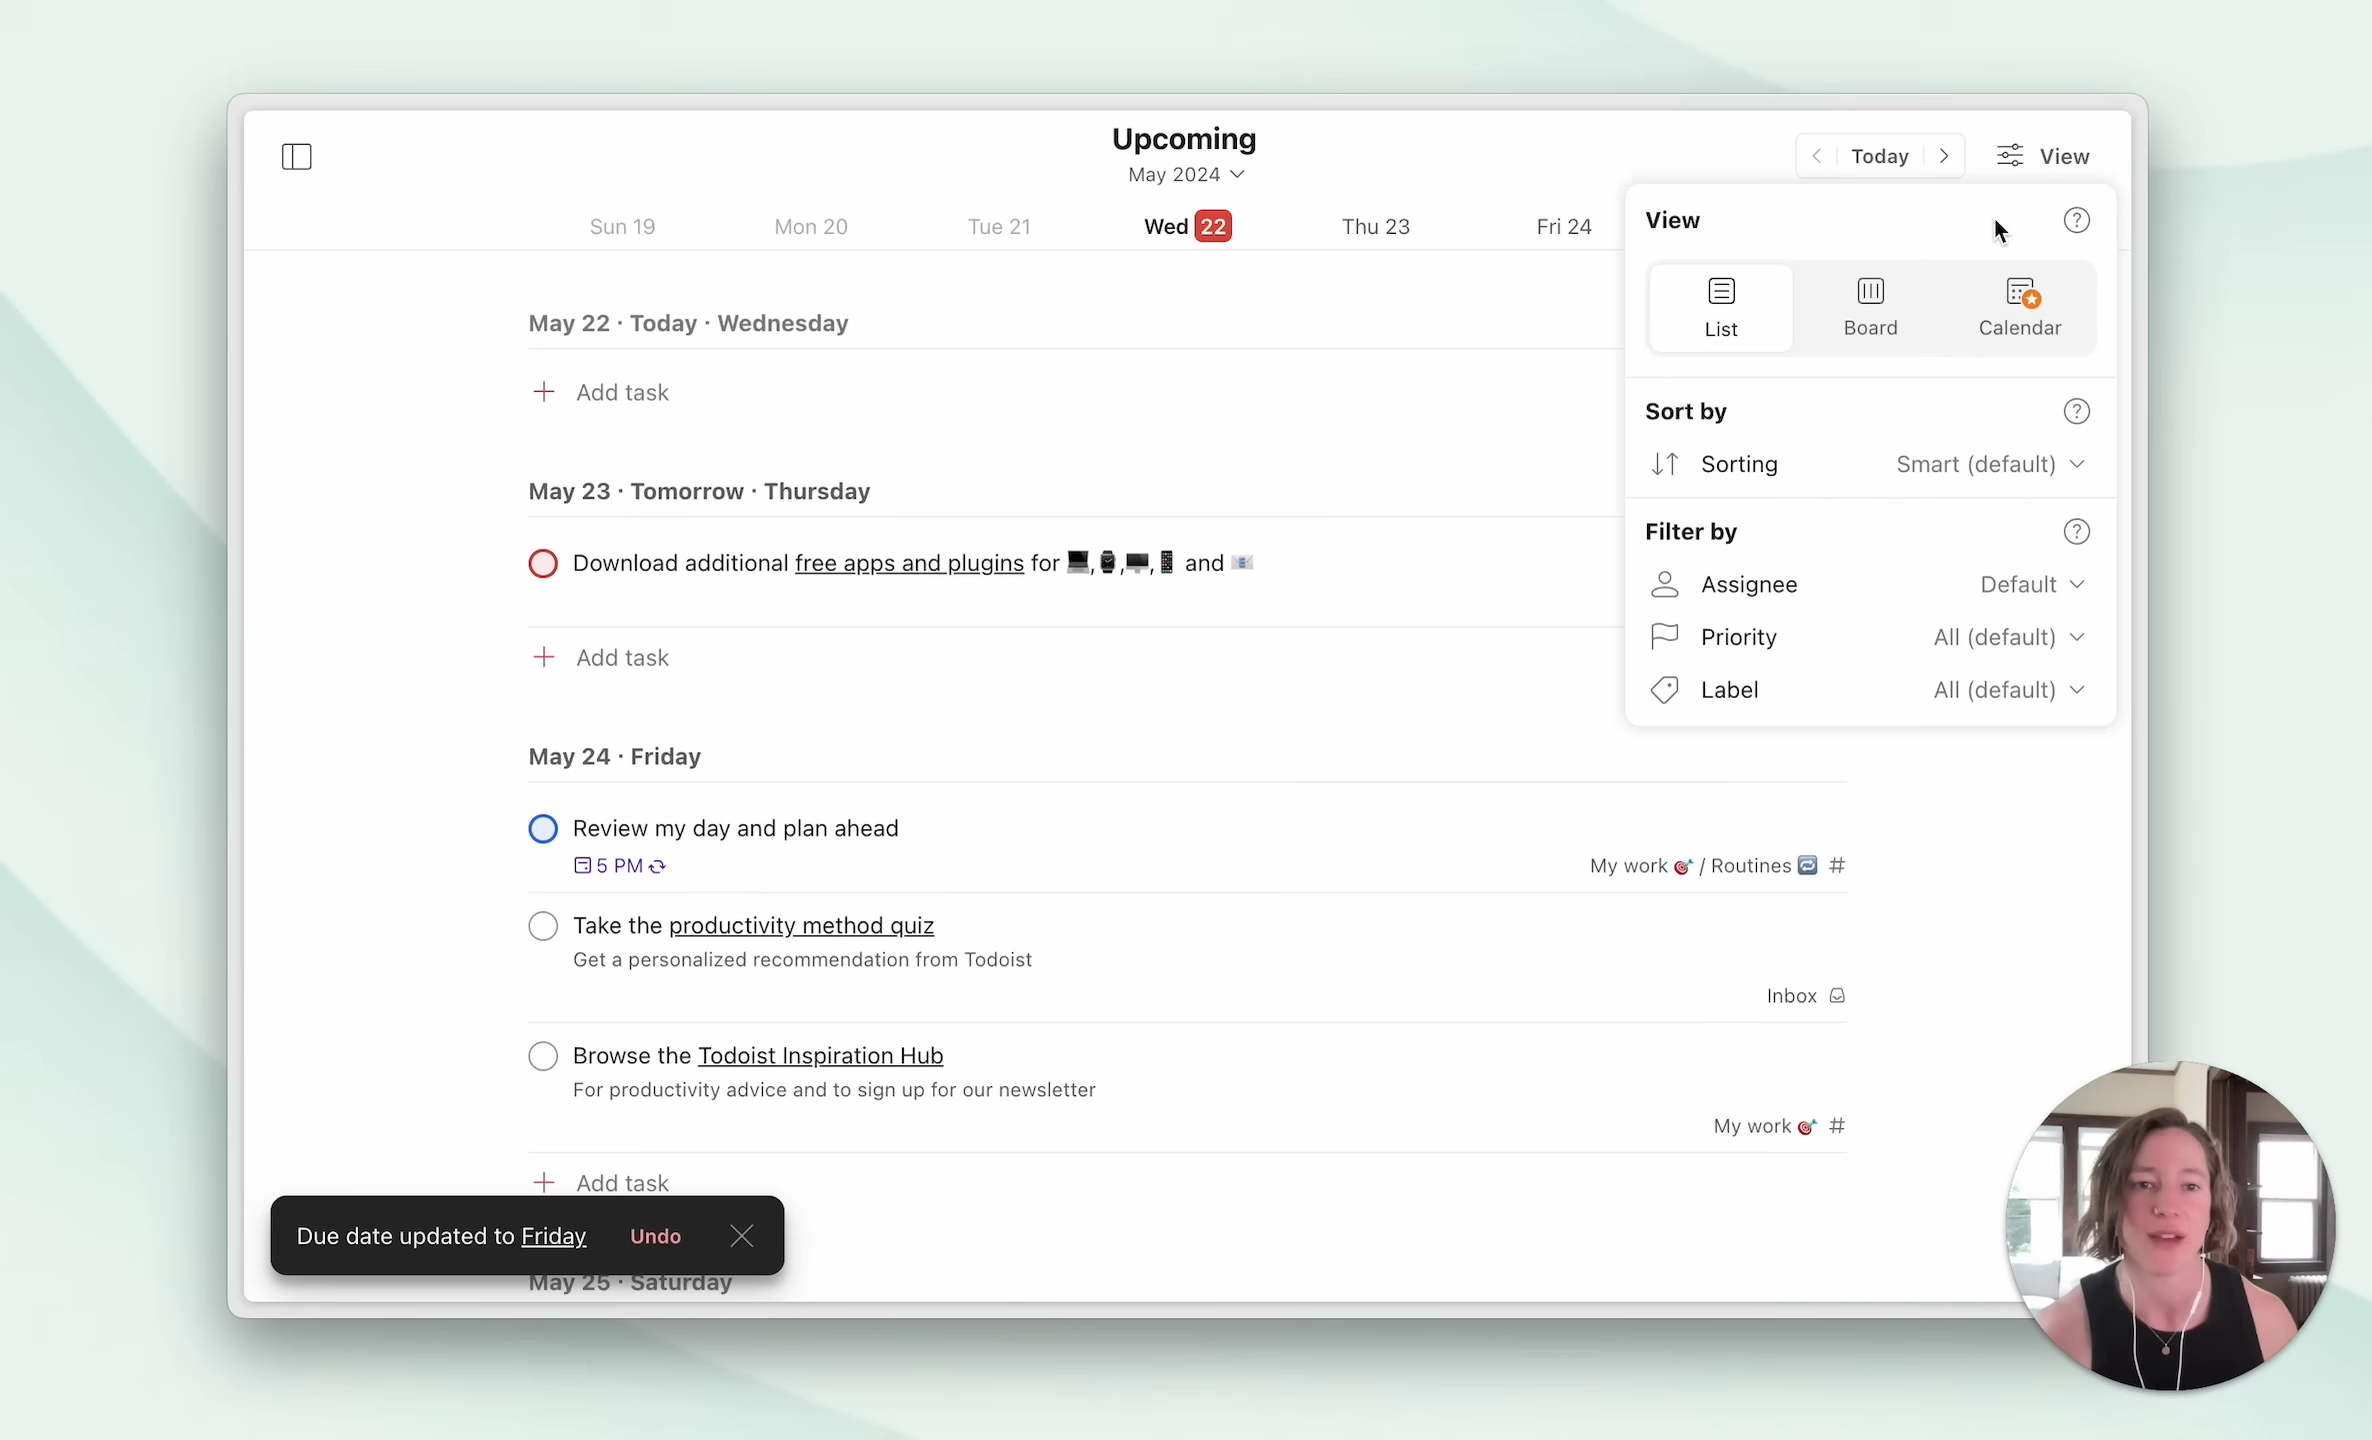 Upcoming
May 2024
Today
View
Sun 19
Mon 20
Tue 21
Wed 22
Thu 23
Fri 24
View
List
Board
Calendar
Sort by
Sorting
Smart (default)
Filter by
Assignee
Default
Priority
All (default)
Label
All (default)
May 22 · Today · Wednesday
Add task
May 23 · Tomorrow · Thursday
Download additional free apps and plugins for 💻,⌚,🖥,📱 and 📧
Add task
May 24 · Friday
Review my day and plan ahead
5 PM
My work 🎯 / Routines 🔁 #
Take the productivity method quiz
Get a personalized recommendation from Todoist
Inbox
Browse the Todoist Inspiration Hub
For productivity advice and to sign up for our newsletter
My work 🎯 #
Add task
Due date updated to Friday
Undo
May 25 · Saturday